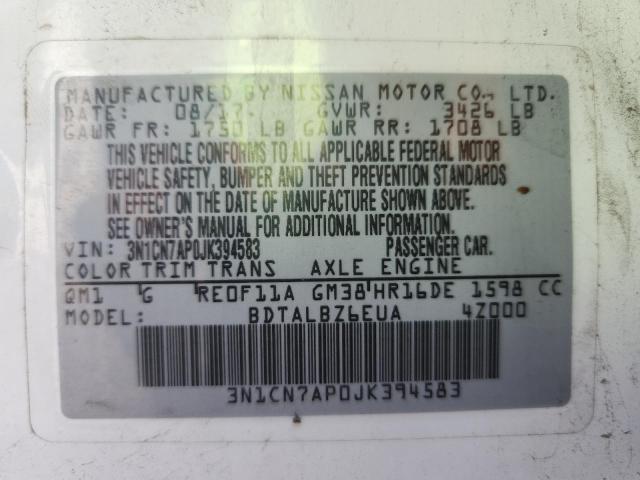 MANUFACTURED BY NISSAN MOTOR CO., LTD.
DATE: 08/17 GVWR: 3426 LB
GAWR FR: 1750 LB GAWR RR: 1708 LB
THIS VEHICLE CONFORMS TO ALL APPLICABLE FEDERAL MOTOR
VEHICLE SAFETY, BUMPER AND THEFT PREVENTION STANDARDS
IN EFFECT ON THE DATE OF MANUFACTURE SHOWN ABOVE.
SEE OWNER'S MANUAL FOR ADDITIONAL INFORMATION.
VIN: 3N1CN7AP0JK394583 PASSENGER CAR.
COLOR TRIM TRANS AXLE ENGINE
QM1 G RE0F11A GM38 HR16DE 1598 CC
MODEL: BDTALBZ6EUA 4Z000
3N1CN7AP0JK394583